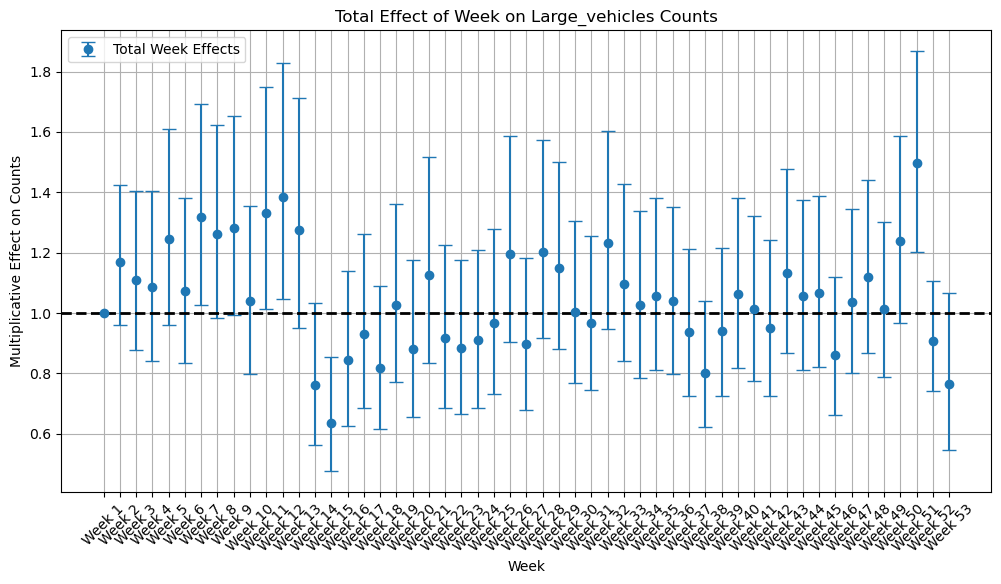 Total Effect of Week on Large_vehicles Counts
Total Week Effects
Multiplicative Effect on Counts
1.8
1.6
1.4
1.2
1.0
0.8
0.6
Week 1
Week 2
Week 3
Week 4
Week 5
Week 6
Week 7
Week 8
Week 9
Week 10
Week 11
Week 12
Week 13
Week 14
Week 15
Week 16
Week 17
Week 18
Week 19
Week 20
Week 21
Week 22
Week 23
Week 24
Week 25
Week 26
Week 27
Week 28
Week 29
Week 30
Week 31
Week 32
Week 33
Week 34
Week 35
Week 36
Week 37
Week 38
Week 39
Week 40
Week 41
Week 42
Week 43
Week 44
Week 45
Week 46
Week 47
Week 48
Week 49
Week 50
Week 51
Week 52
Week 53
Week